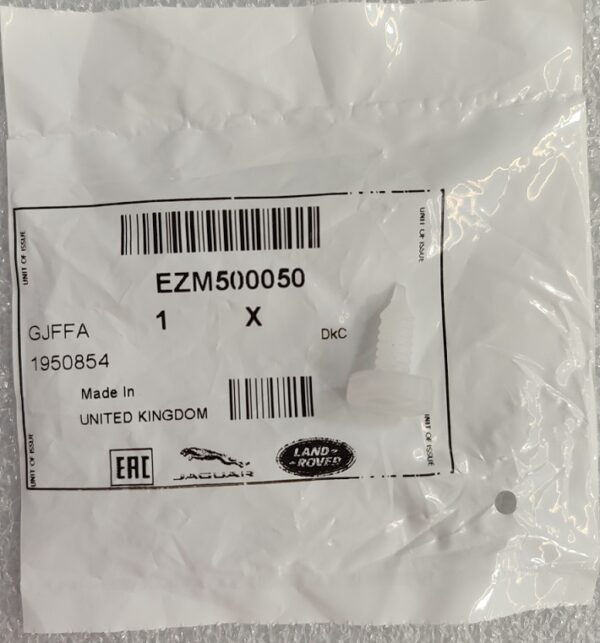 UNIT OF ISSUE
UNIT OF ISSUE
EZM500050
1 X
GJFFA
DkC
1950854
Made In
UNITED KINGDOM
UNIT OF ISSUE
UNIT OF ISSUE
EAC
JAGUAR
LAND-
-ROVER